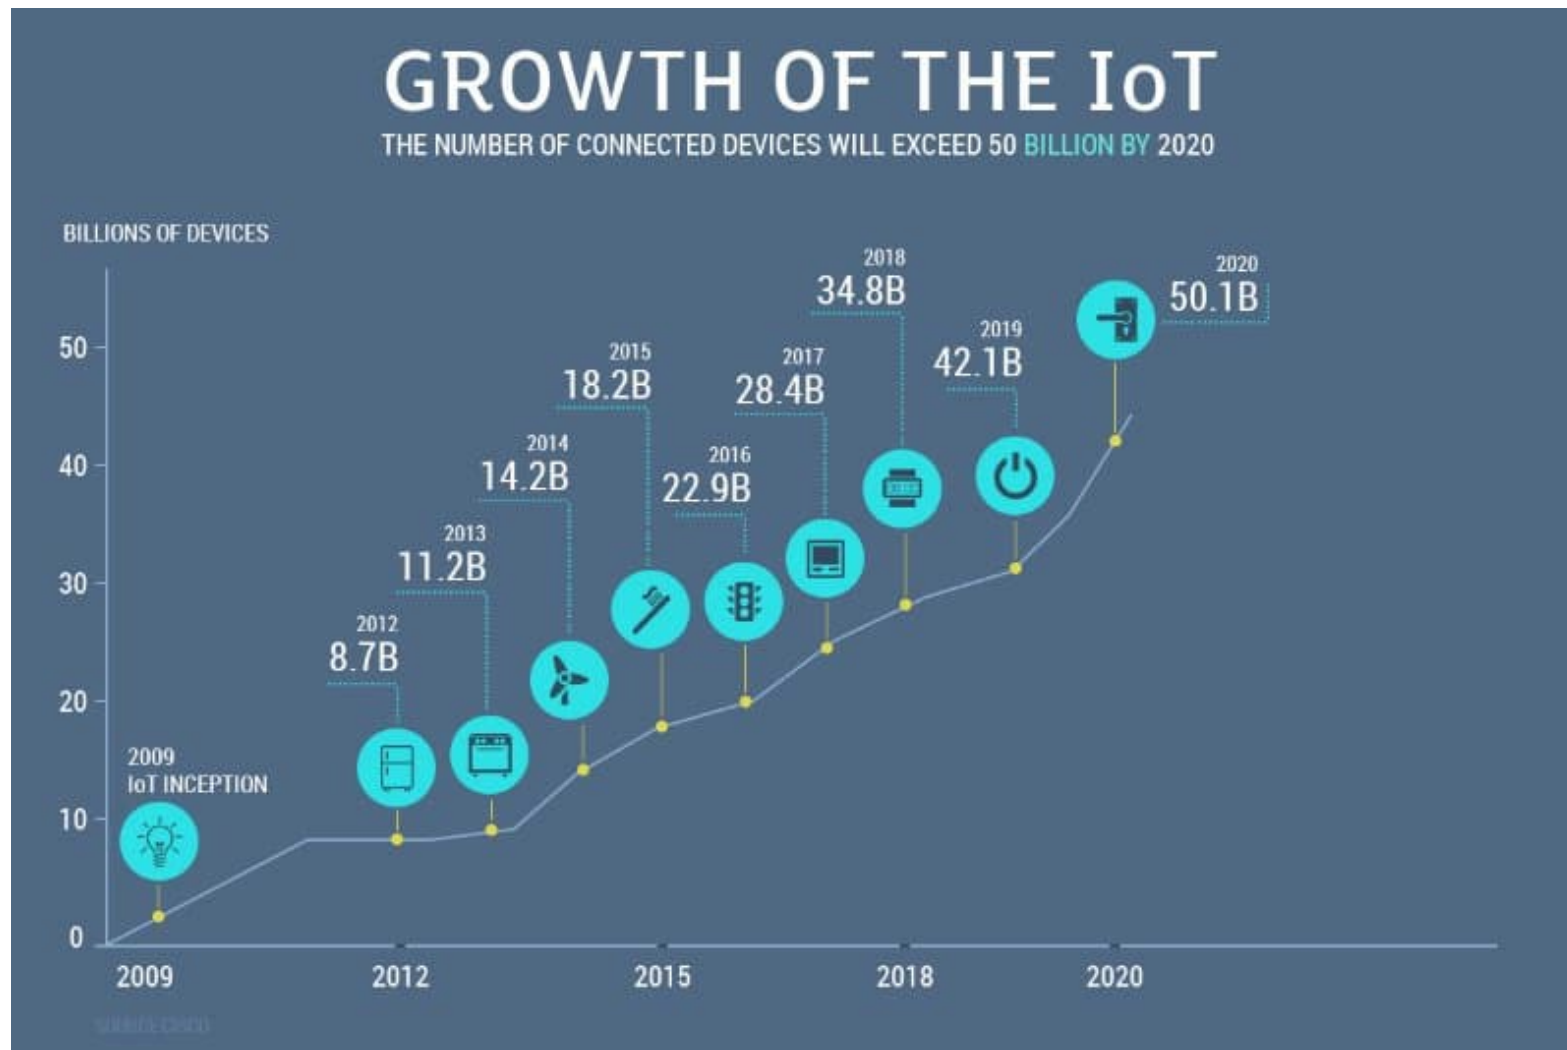 GROWTH OF THE IoT
THE NUMBER OF CONNECTED DEVICES WILL EXCEED 50 BILLION BY 2020
BILLIONS OF DEVICES
50
40
30
20
10
0
2009
IoT INCEPTION
2012
8.7B
2013
11.2B
2014
14.2B
2015
18.2B
2016
22.9B
2017
28.4B
2018
34.8B
2019
42.1B
2020
50.1B
2009
2012
2015
2018
2020
SOURCE CISCO